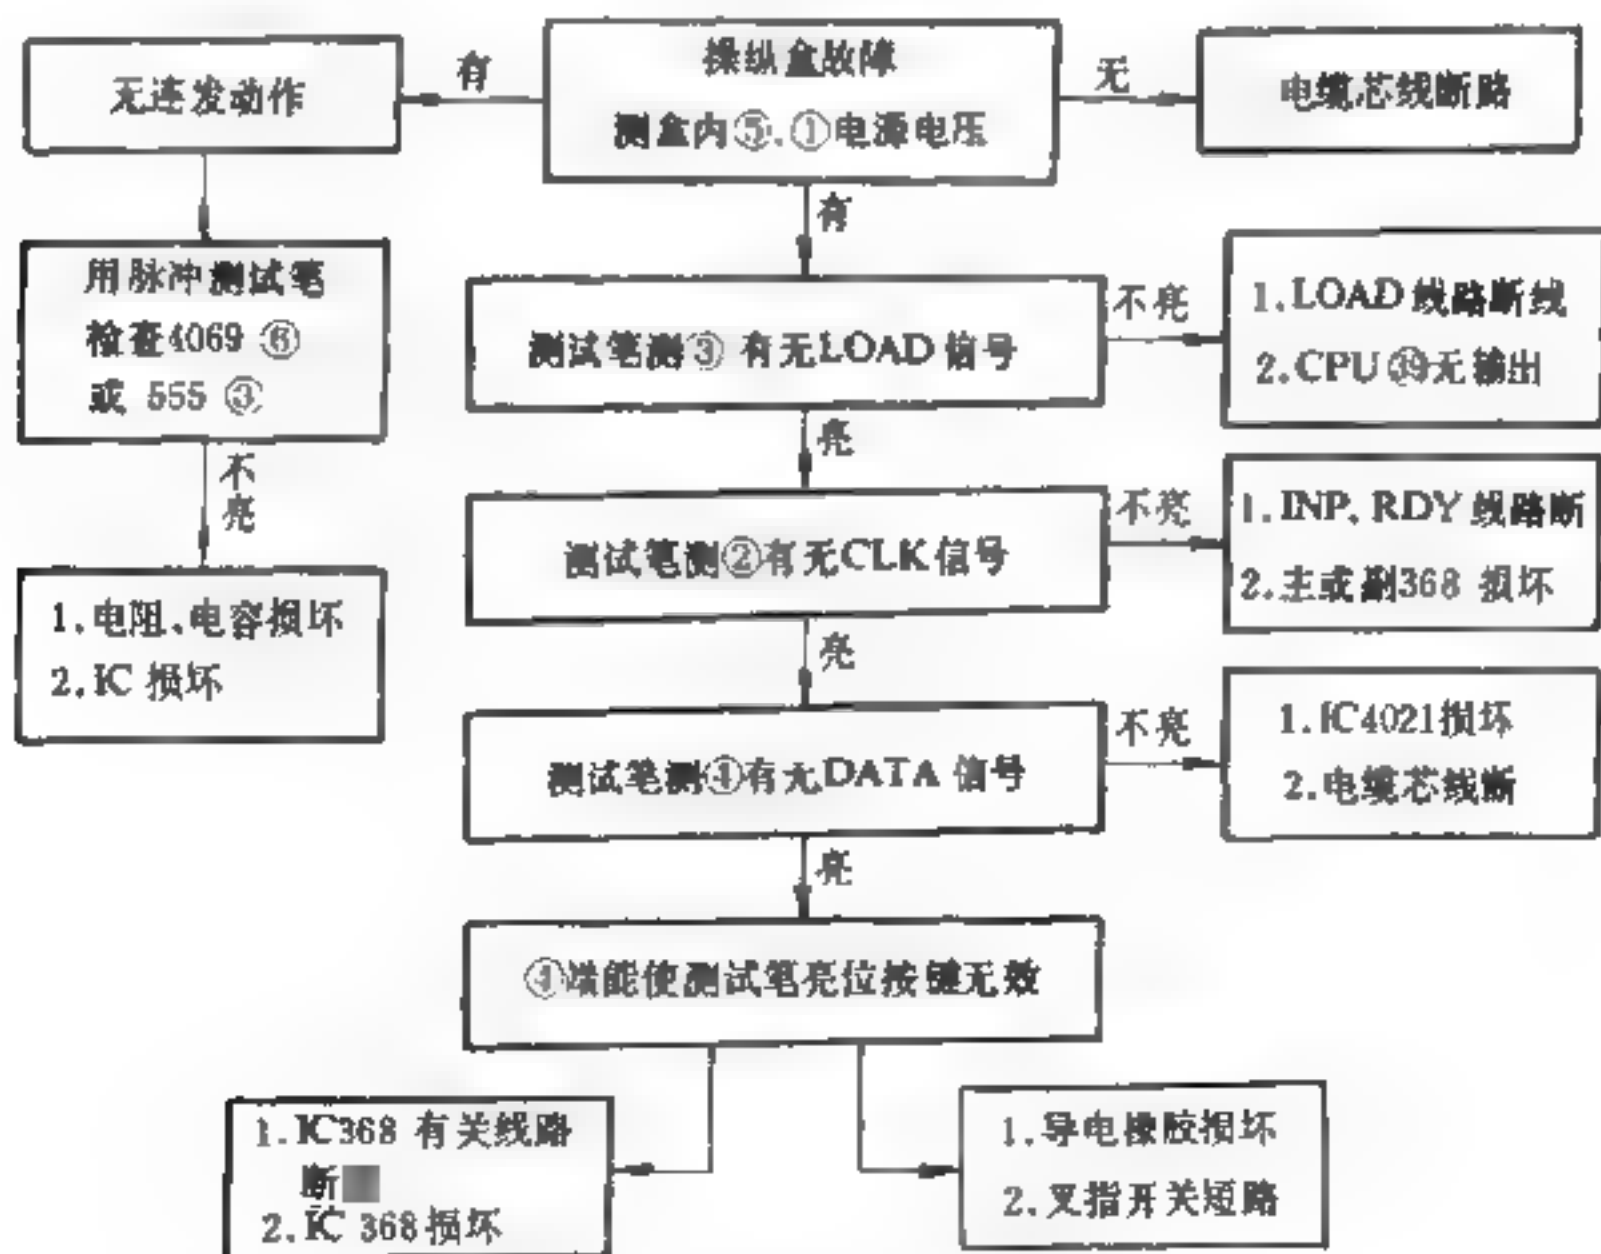 操纵盒故障
测盒内⑤、①电源电压
有
无连发动作
无
电缆芯线断路
用脉冲测试笔
检查4069 ⑥
或 555 ③
不
亮
1.电阻、电容损坏
2.IC 损坏
有
测试笔测③ 有无LOAD 信号
不亮
1.LOAD 线路断线
2.CPU ㊴无输出
亮
测试笔测②有无CLK信号
不亮
1.INP、RDY 线路断
2.主或副368 损坏
亮
测试笔测④有无DATA 信号
不亮
1.IC4021损坏
2.电缆芯线断
亮
④端能使测试笔亮位按键无效
1.IC368 有关线路
断
2.IC 368损坏
1.导电橡胶损坏
2.叉指开关短路